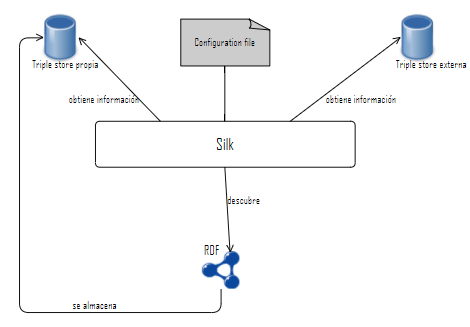 Configuration file
Triple store propia
Triple store externa
obtiene información
obtiene información
Silk
descubre
RDF
se almacena